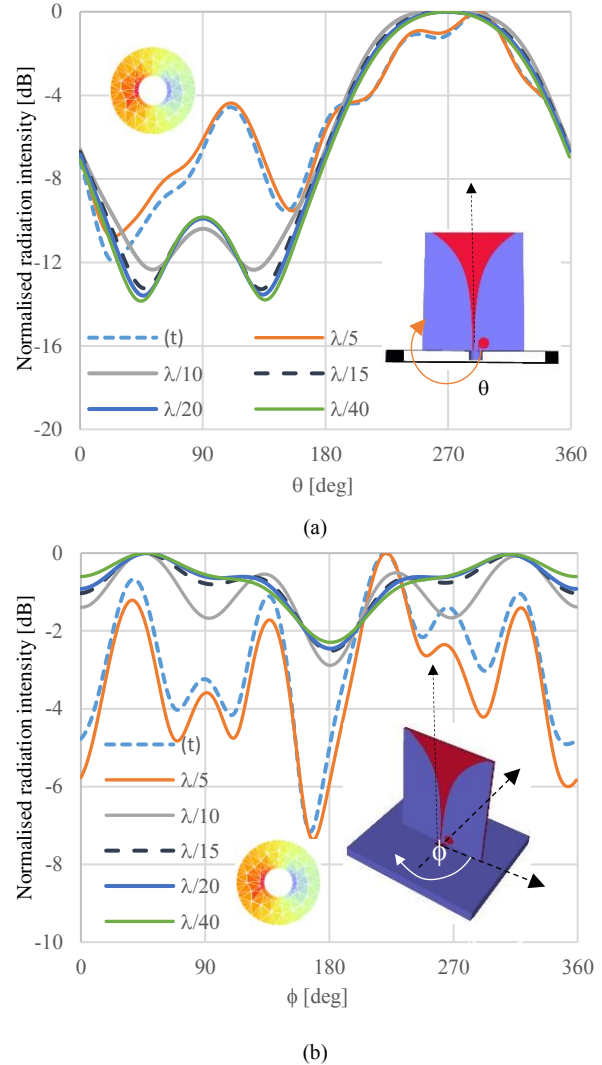 0
-4
-8
-12
-16
-20
Normalised radiation intensity [dB]
(t)
λ/5
λ/10
λ/15
λ/20
λ/40
θ
0
90
180
270
360
θ [deg]
(a)
0
-2
-4
-6
-8
-10
Normalised radiation intensity [dB]
(t)
λ/5
λ/10
λ/15
λ/20
λ/40
ϕ
0
90
180
270
360
ϕ [deg]
(b)